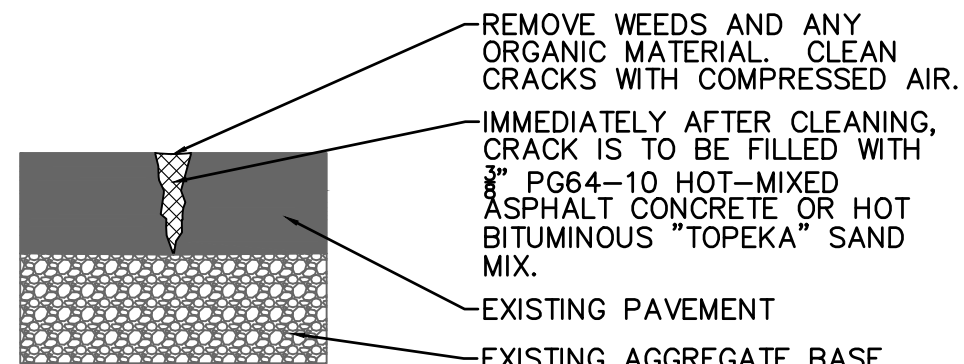 REMOVE WEEDS AND ANY
ORGANIC MATERIAL. CLEAN
CRACKS WITH COMPRESSED AIR.
IMMEDIATELY AFTER CLEANING,
CRACK IS TO BE FILLED WITH
3/8" PG64-10 HOT-MIXED
ASPHALT CONCRETE OR HOT
BITUMINOUS "TOPEKA" SAND
MIX.
EXISTING PAVEMENT
EXISTING AGGREGATE BASE